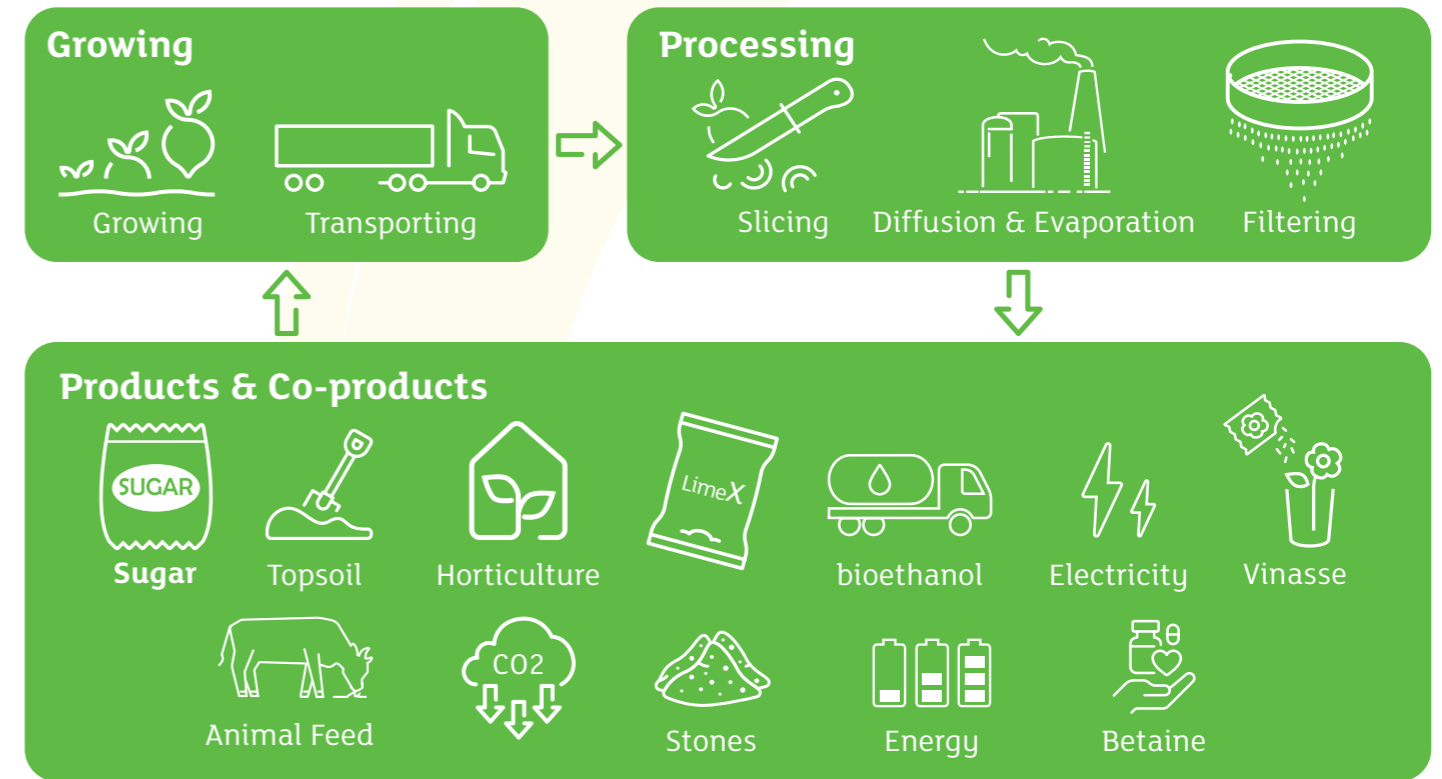 Growing
Growing
Transporting
Processing
Slicing
Diffusion & Evaporation
Filtering
Products & Co-products
SUGAR
Sugar
Topsoil
Horticulture
LimeX
bioethanol
Electricity
Vinasse
Animal Feed
CO2
Stones
Energy
Betaine